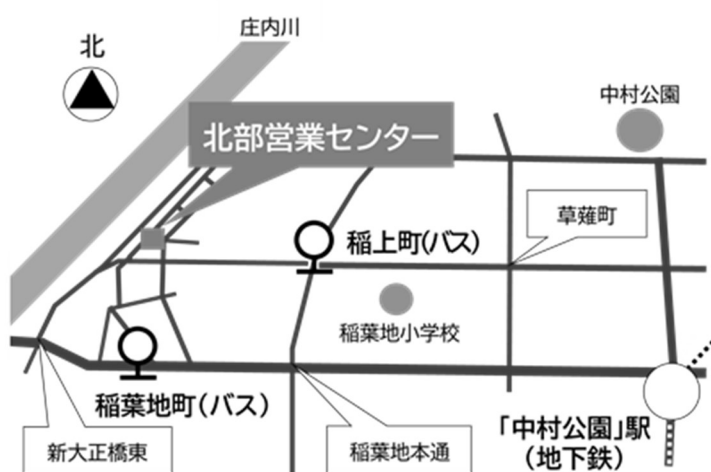 庄内川
北
中村公園
北部営業センター
草薙町
稲上町(バス)
稲葉地小学校
稲葉地町(バス)
「中村公園」駅
(地下鉄)
新大正橋東
稲葉地本通